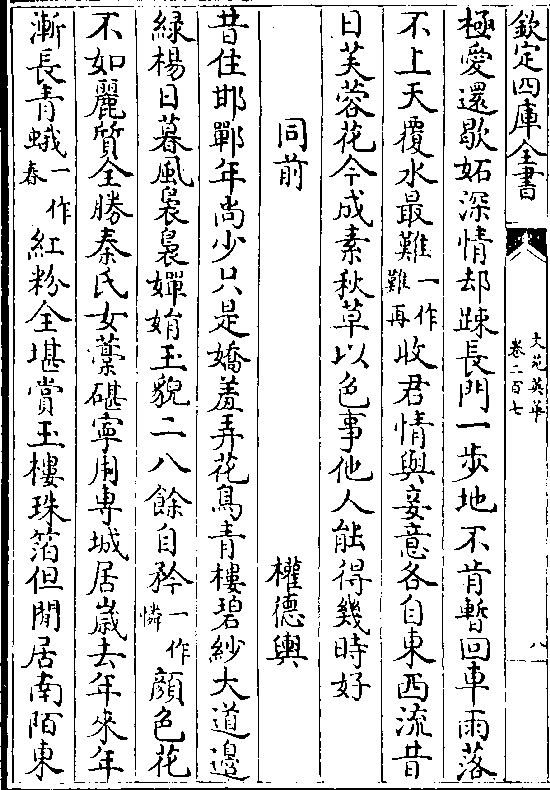 欽定四庫全書
文苑英華
卷二百七
八
極愛還歇妬深情却踈長門一步地不肯暫回車雨落
不上天覆水最難一作難再收君情與妾意各自東西流昔
日芙蓉花今成素秋草以色事他人能得幾時好
同前 權德輿
昔住邯鄲年尚少只是嬌羞弄花鳥青樓碧紗大道邊
緑楊日暮風裊裊嬋娟玉貌二八餘自矜一作憐顔色花
不如麗質全勝秦氏女藁碪寕用専城居嵗去年來年
漸長青蛾一作春紅粉全堪賞玉樓珠箔但閒居南陌東